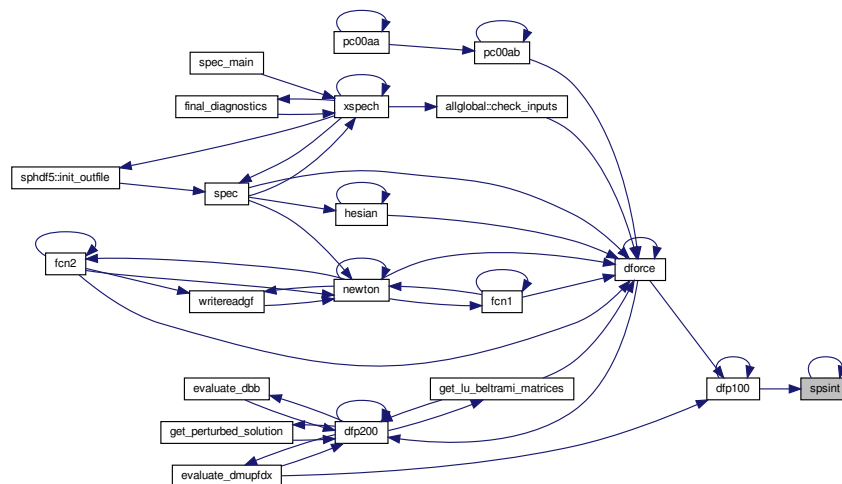 pc00aa
pc00ab
spec_main
final_diagnostics
xspech
allglobal::check_inputs
sphdf5::init_outfile
spec
hesian
fcn2
dforce
newton
writereadgf
fcn1
evaluate_dbb
get_lu_beltrami_matrices
dfp100
spsint
get_perturbed_solution
dfp200
evaluate_dmupfdx